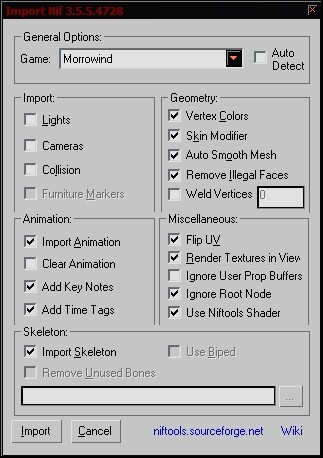 Import Nif 3.5.5.4728
General Options:
Game: Morrowind
Auto Detect
Import:
Lights
Cameras
Collision
Furniture Markers
Geometry:
Vertex Colors
Skin Modifier
Auto Smooth Mesh
Remove Illegal Faces
Weld Vertices 0
Animation:
Import Animation
Clear Animation
Add Key Notes
Add Time Tags
Miscellaneous:
Flip UV
Render Textures in View
Ignore User Prop Buffers
Ignore Root Node
Use Niftools Shader
Skeleton:
Import Skeleton
Use Biped
Remove Unused Bones
...
Import
Cancel
niftools.sourceforge.net
Wiki